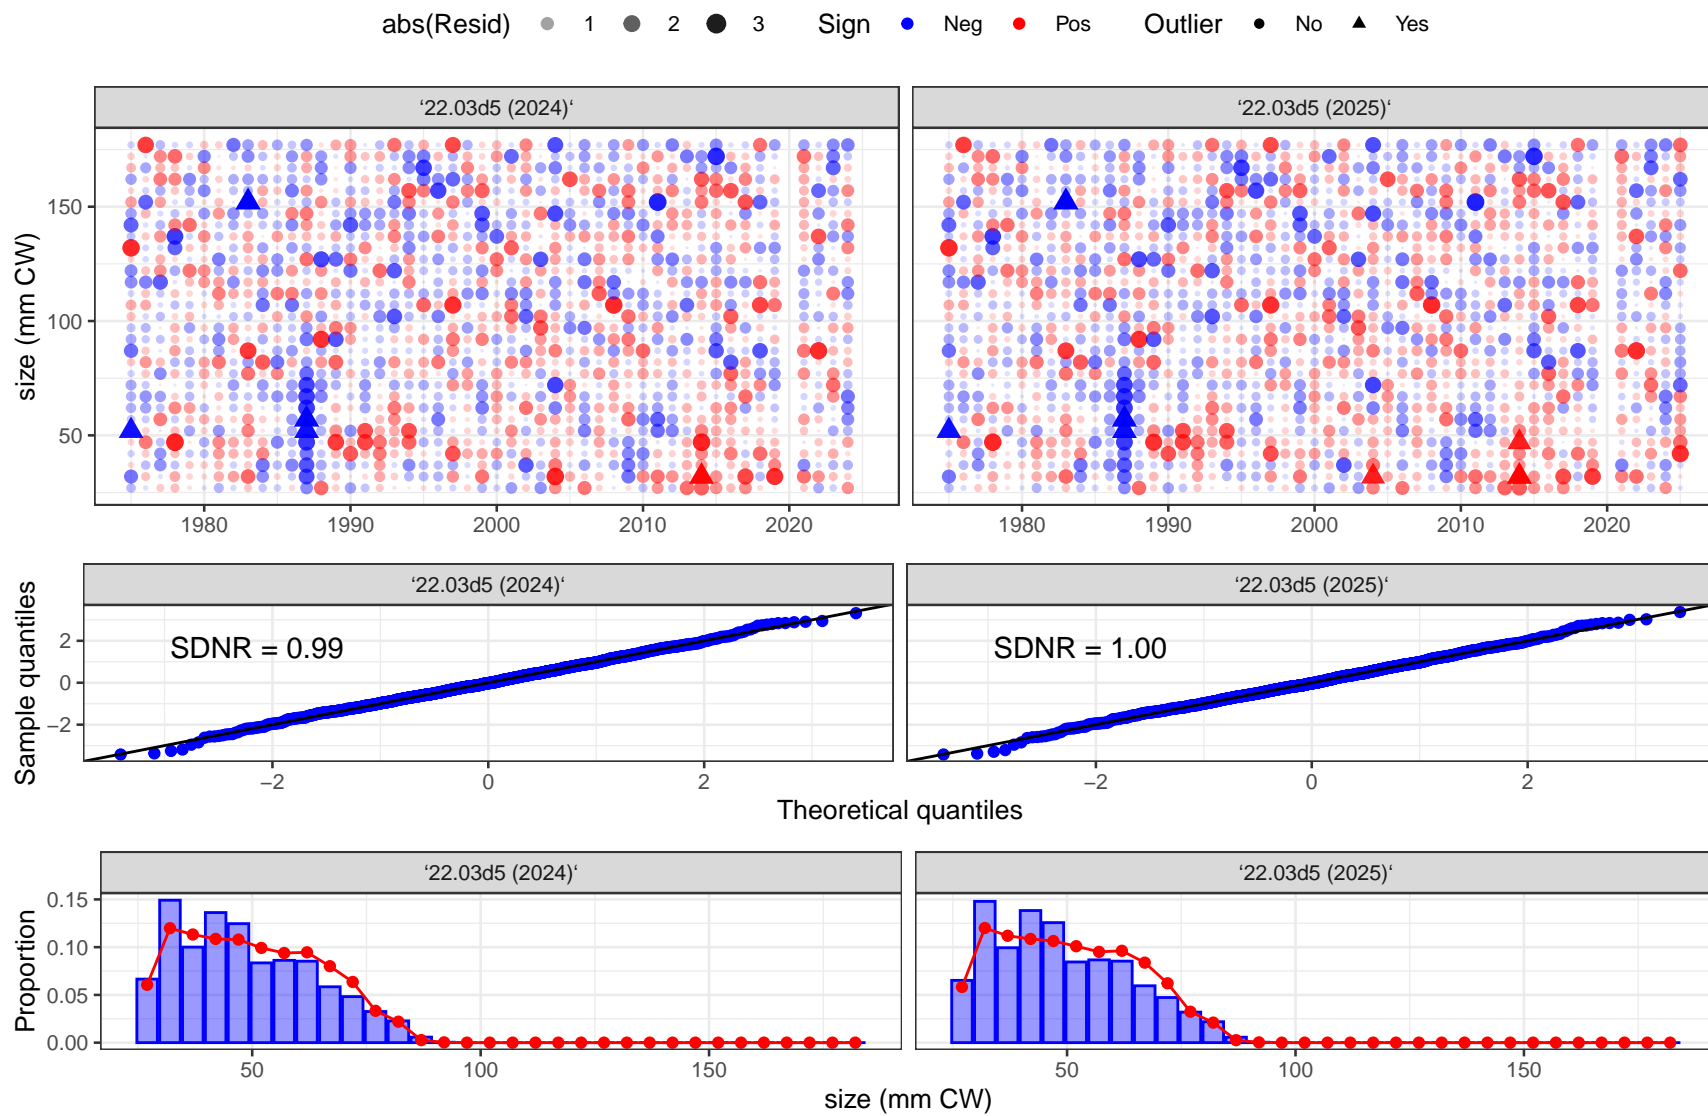 abs(Resid) 1 2 3 Sign Neg Pos Outlier No Yes
‘22.03d5 (2024)‘ ‘22.03d5 (2025)‘
size (mm CW)
150
100
50
1980 1990 2000 2010 2020 1980 1990 2000 2010 2020
‘22.03d5 (2024)‘ ‘22.03d5 (2025)‘
Sample quantiles
2
0
−2
SDNR = 0.99 SDNR = 1.00
−2 0 2 −2 0 2
Theoretical quantiles
‘22.03d5 (2024)‘ ‘22.03d5 (2025)‘
Proportion
0.15
0.10
0.05
0.00
50 100 150 50 100 150
size (mm CW)